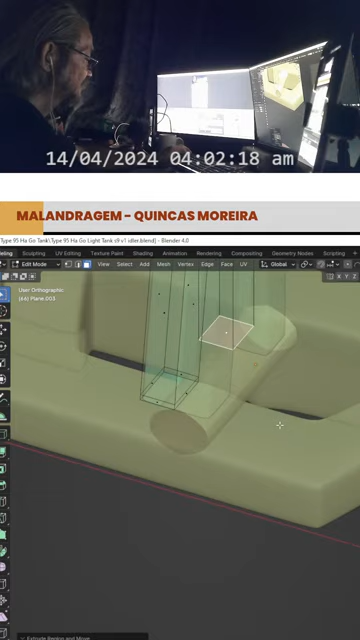 14/04/2024 04:02:18 am
MALANDRAGEM - QUINCAS MOREIRA
Type 95 Ha Go Tank\Type 95 Ha Go Light Tank c9 v1 idler.blend] - Blender 4.0
eling Sculpting UV Editing Texture Paint Shading Animation Rendering Compositing Geometry Nodes Scripting
Edit Mode View Select Add Mesh Vertex Edge Face UV Global
User Orthographic
(66) Plane.003
Extrude Region and Move